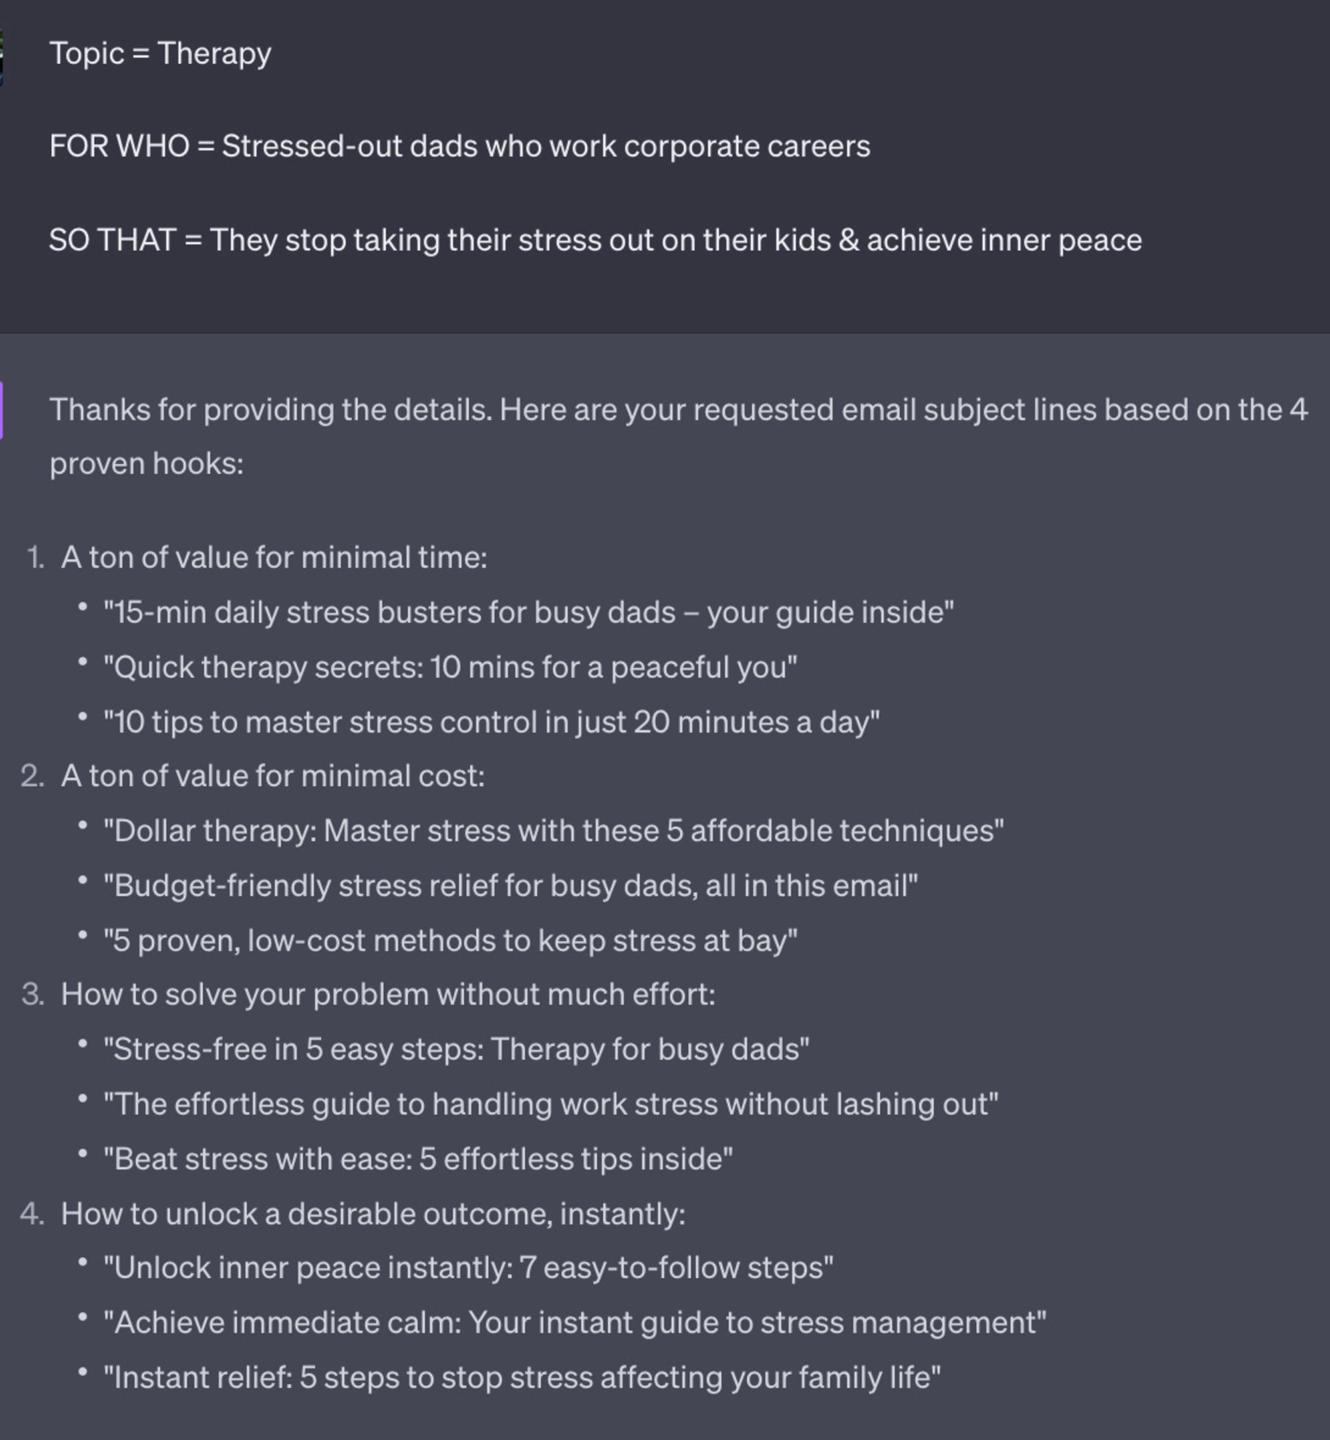 Topic = Therapy
FOR WHO = Stressed-out dads who work corporate careers
SO THAT = They stop taking their stress out on their kids & achieve inner peace
Thanks for providing the details. Here are your requested email subject lines based on the 4
proven hooks:
1. A ton of value for minimal time:
• "15-min daily stress busters for busy dads – your guide inside"
• "Quick therapy secrets: 10 mins for a peaceful you"
• "10 tips to master stress control in just 20 minutes a day"
2. A ton of value for minimal cost:
• "Dollar therapy: Master stress with these 5 affordable techniques"
• "Budget-friendly stress relief for busy dads, all in this email"
• "5 proven, low-cost methods to keep stress at bay"
3. How to solve your problem without much effort:
• "Stress-free in 5 easy steps: Therapy for busy dads"
• "The effortless guide to handling work stress without lashing out"
• "Beat stress with ease: 5 effortless tips inside"
4. How to unlock a desirable outcome, instantly:
• "Unlock inner peace instantly: 7 easy-to-follow steps"
• "Achieve immediate calm: Your instant guide to stress management"
• "Instant relief: 5 steps to stop stress affecting your family life"